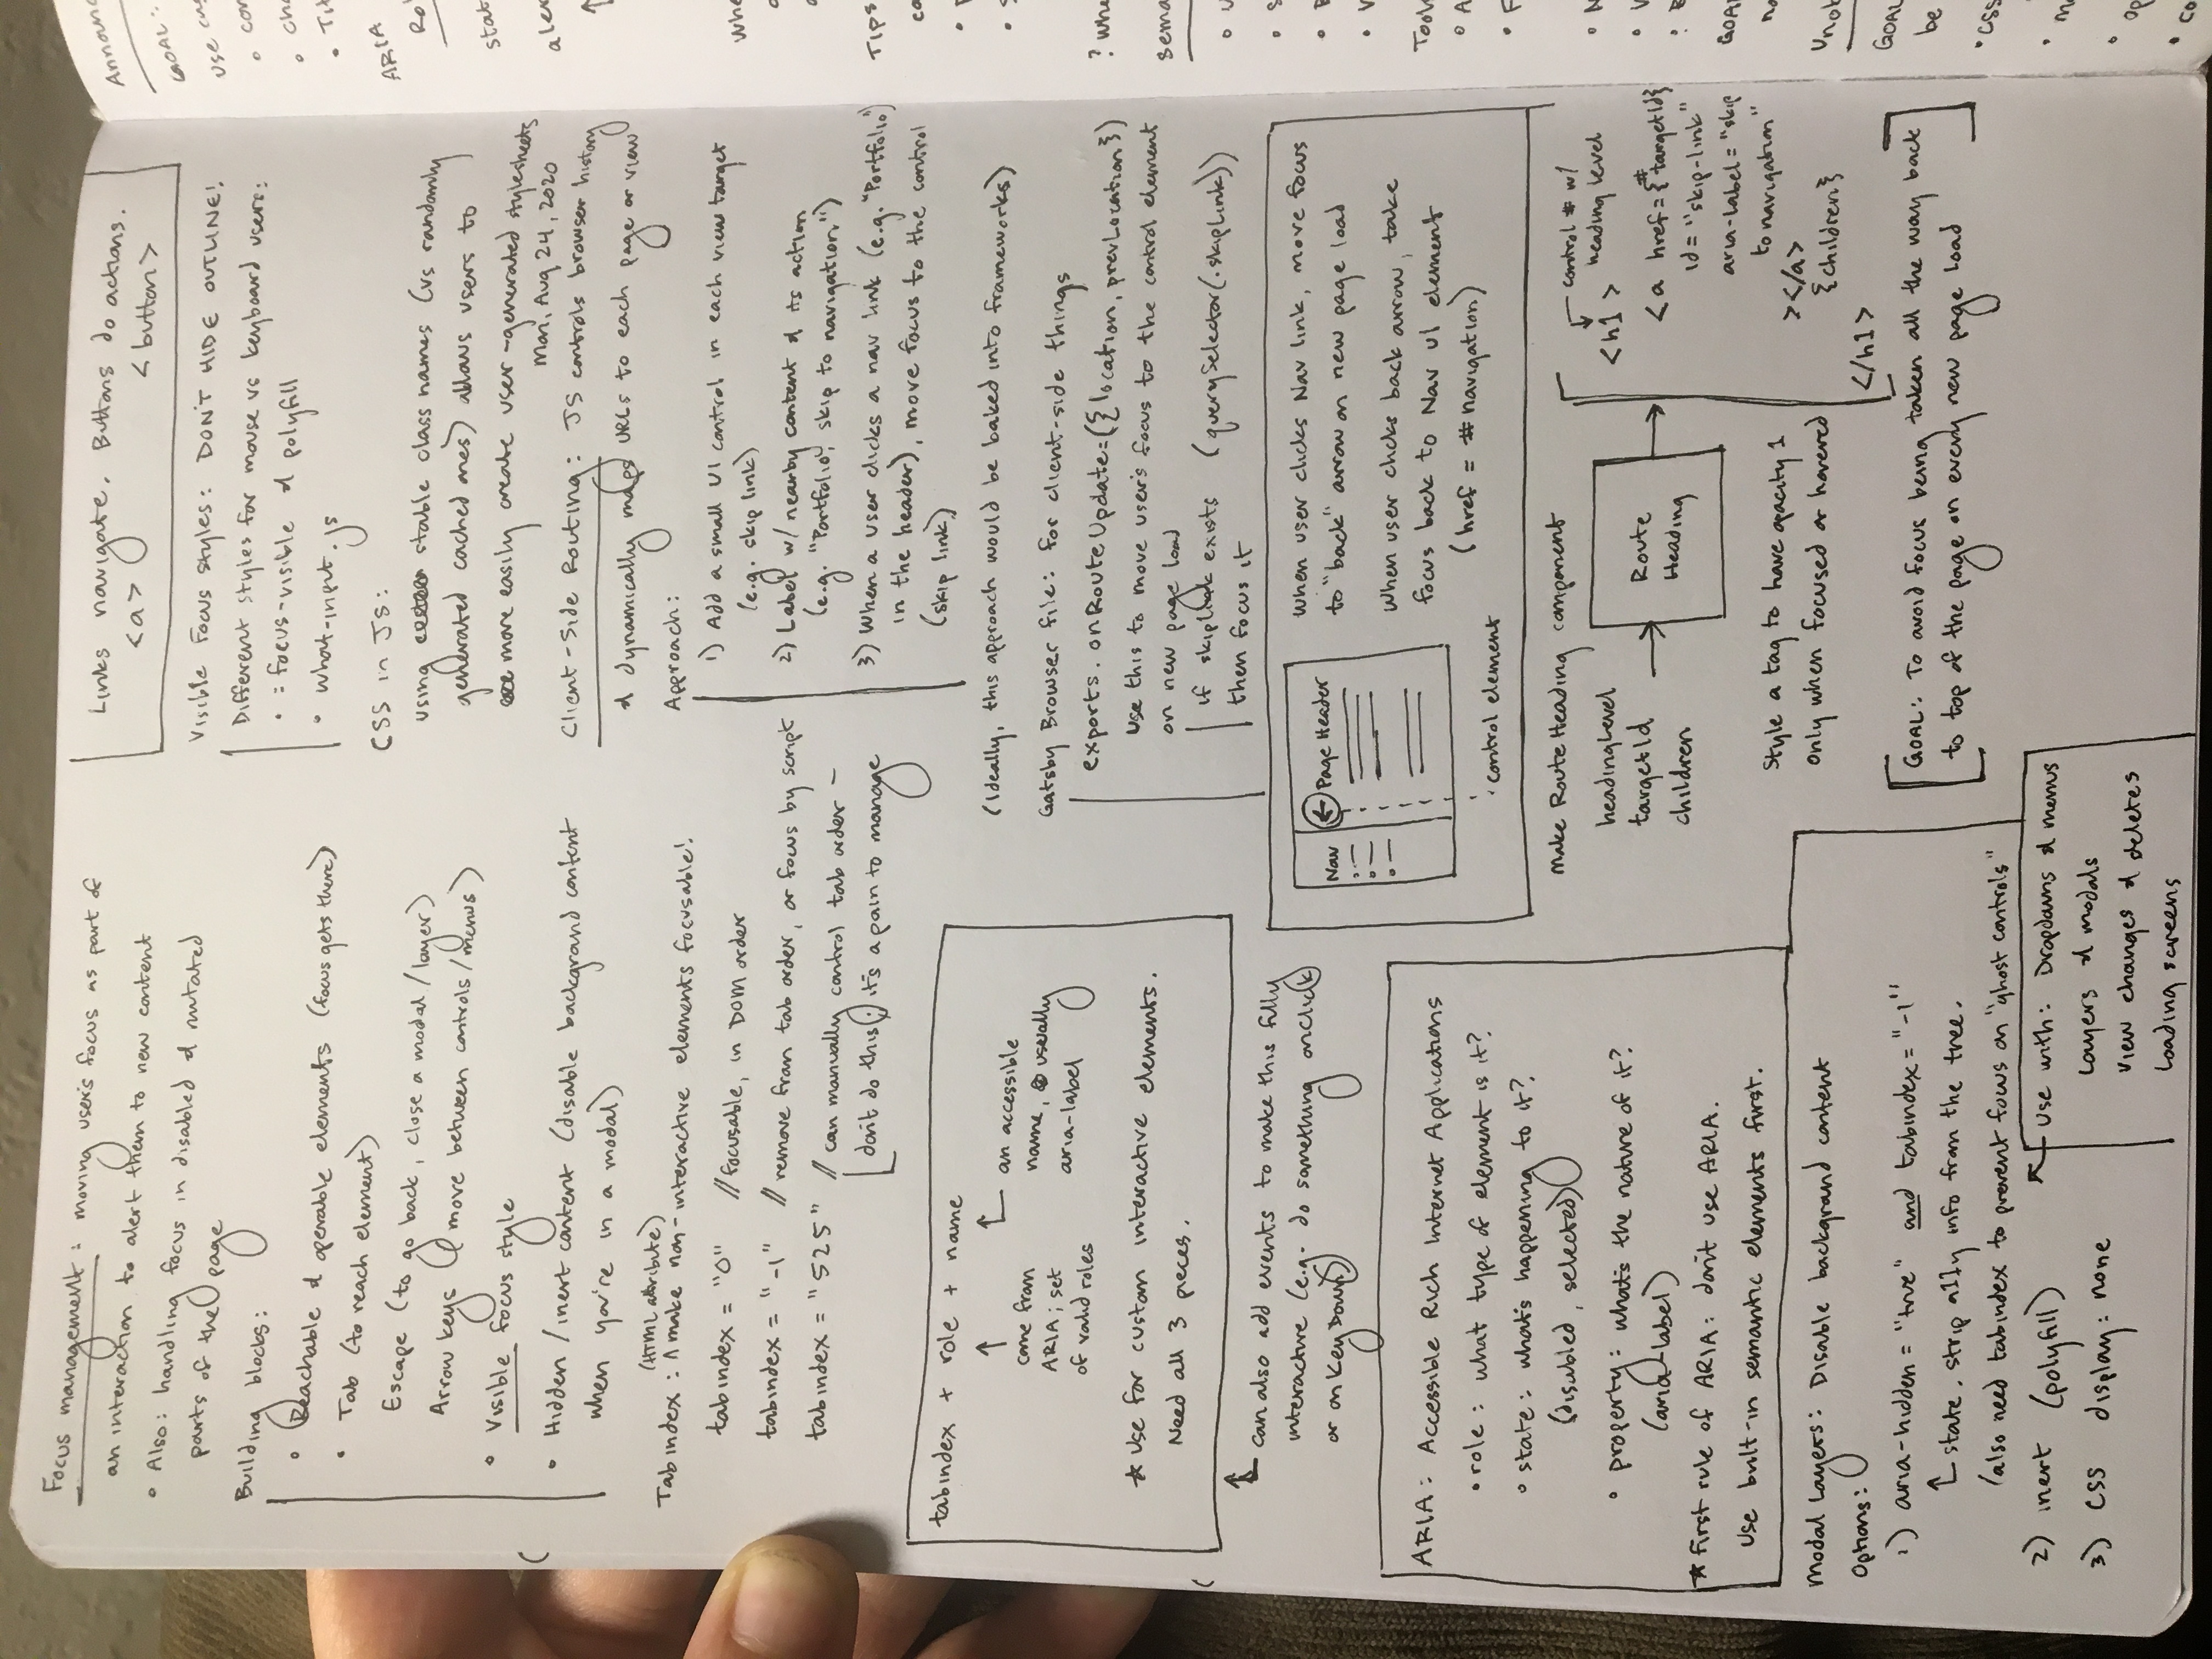 Focus management: moving user's focus as part of
an interaction to alert them to new content
• Also: handling focus in disabled & mutated
parts of the page
Building blocks:
• Reachable & operable elements (focus gets there)
• Tab (to reach element)
Escape (to go back, close a modal/layer)
Arrow keys (move between controls/menus)
• Visible focus style
• Hidden/inert content (disable background content
when you're in a modal)
(HTML attribute)
Tabindex: ^ make non-interactive elements focusable!
tabindex = "0" // focusable, in DOM order
tabindex = "-1" // remove from tab order, or focus by script
tabindex = "525" // can manually control tab order –
don't do this; it's a pain to manage
tabindex + role + name
↑ come from
ARIA; set
of valid roles
↑ an accessible
name, usually
aria-label
* Use for custom interactive elements.
Need all 3 pieces.
↑ can also add events to make this fully
interactive (e.g. do something onclick
or onKeyDown)
ARIA: Accessible Rich Internet Applications
• role: what type of element is it?
• state: what's happening to it?
(disabled, selected)
• property: what's the nature of it?
(aria-label)
* First rule of ARIA: don't use ARIA.
Use built-in semantic elements first.
Modal Layers: Disable background content
Options:
1) aria-hidden = "true" and tabindex = "-1"
↑ state. strip a11y info from the tree.
(also need tabindex to prevent focus on "ghost controls"
2) inert (polyfill)
3) CSS display: none
Use with: Dropdowns & menus
Layers & modals
View changes & deletes
Loading screens
Links navigate. Buttons do actions.
<a> <button>
Visible Focus styles: DON'T HIDE OUTLINE!
Different styles for mouse vs keyboard users:
• :focus-visible & polyfill
• what-input.js
CSS in JS:
using stable class names (vs randomly
generated cached ones) allows users to
more easily create user-generated stylesheets
Mon, Aug 24, 2020
Client-Side Routing: JS controls browser history
& dynamically maps URLs to each page or view
Approach:
1) Add a small UI control in each view target
(e.g. skip link)
2) Label w/ nearby content & its action
(e.g. "Portfolio, skip to navigation")
3) When a user clicks a nav link (e.g. "Portfolio"
in the header), move focus to the control
(skip link)
(Ideally, this approach would be baked into frameworks)
Gatsby Browser file: for client-side things
exports.onRouteUpdate=({location, prevLocation})
Use this to move user's focus to the control element
on new page load
if skiplink exists (querySelector(.skiplink))
then focus it
Nav ← Page Header
control element
When user clicks Nav link, move focus
to "back" arrow on new page load
When user clicks back arrow, take
focus back to Nav UI element
(href = #navigation)
Make RouteHeading component
headingLevel
targetId
children
Route
Heading
control # w/
heading level
<h1>
<a href={#targetId}
id="skip-link"
aria-label="skip
to navigation"
></a>
{children}
</h1>
Style a tag to have opacity 1
only when focused or hovered
GOAL: To avoid focus being taken all the way back
to top of the page on every new page load
GOAL:
ARIA
TIPS